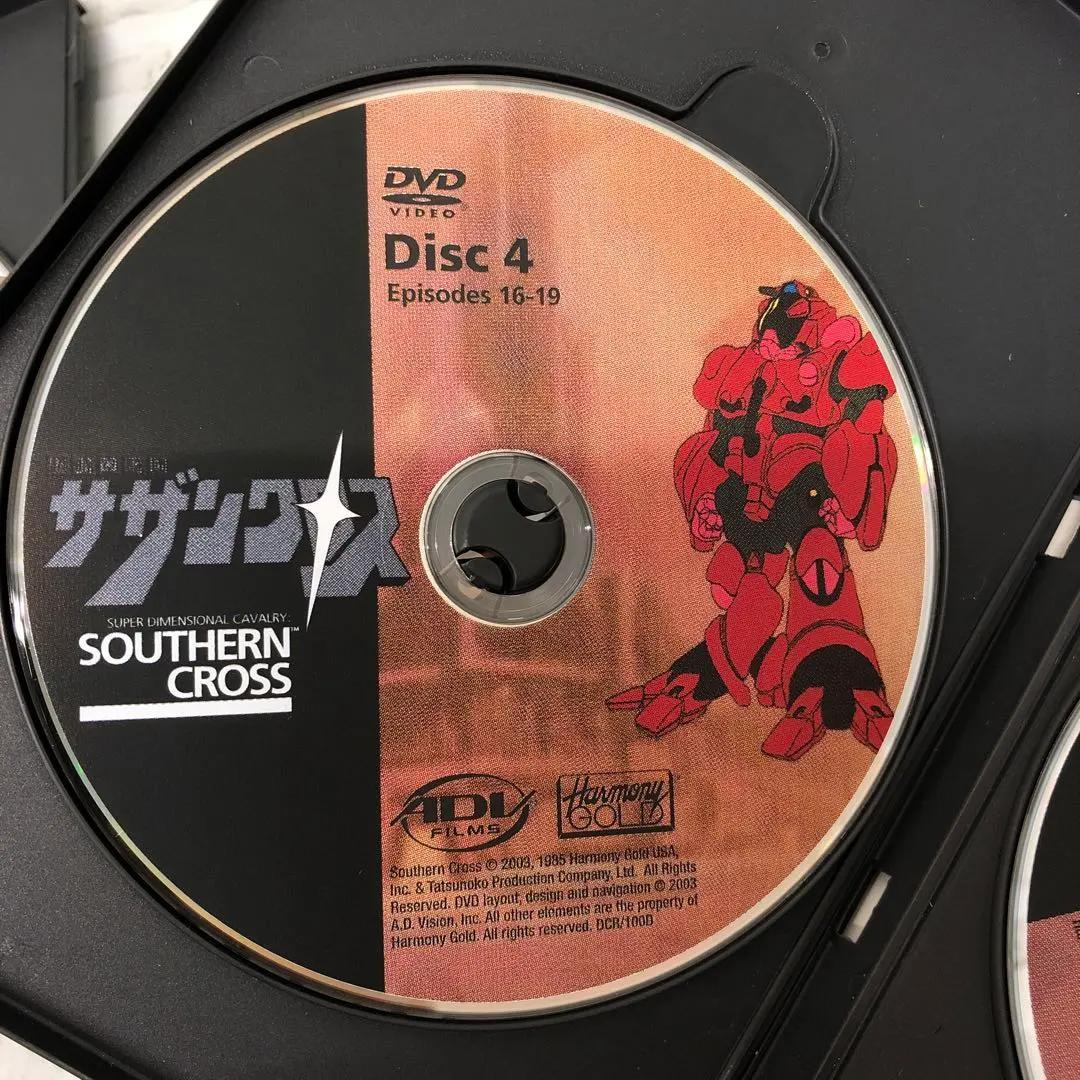 DVD
VIDEO
Disc 4
Episodes 16-19
サザンクロス
SUPER DIMENSIONAL CAVALRY:
SOUTHERN™
CROSS
ADV
FILMS
Harmony
GOLD
Southern Cross © 2003, 1985 Harmony Gold USA,
Inc. & Tatsunoko Production Company, Ltd. All Rights
Reserved. DVD layout, design and navigation © 2003
A.D. Vision, Inc. All other elements are the property of
Harmony Gold. All rights reserved. DCR/100D